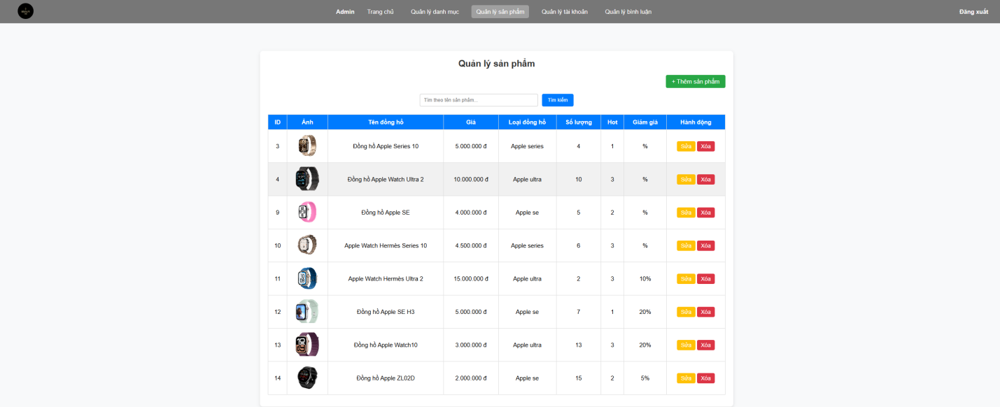 Admin Trang chủ Quản lý danh mục Quản lý sản phẩm Quản lý tài khoản Quản lý bình luận Đăng xuất
Quản lý sản phẩm
+ Thêm sản phẩm
Tìm theo tên sản phẩm... Tìm kiếm
ID Ảnh Tên đồng hồ Giá Loại đồng hồ Số lượng Hot Giảm giá Hành động
3 Đồng hồ Apple Series 10 5.000.000 đ Apple series 4 1 % Sửa Xóa
4 Đồng hồ Apple Watch Ultra 2 10.000.000 đ Apple ultra 10 3 % Sửa Xóa
9 Đồng hồ Apple SE 4.000.000 đ Apple se 5 2 % Sửa Xóa
10 Apple Watch Hermès Series 10 4.500.000 đ Apple series 6 3 % Sửa Xóa
11 Apple Watch Hermès Ultra 2 15.000.000 đ Apple ultra 2 3 10% Sửa Xóa
12 Đồng hồ Apple SE H3 5.000.000 đ Apple se 7 1 20% Sửa Xóa
13 Đồng hồ Apple Watch10 3.000.000 đ Apple ultra 13 3 20% Sửa Xóa
14 Đồng hồ Apple ZL02D 2.000.000 đ Apple se 15 2 5% Sửa Xóa